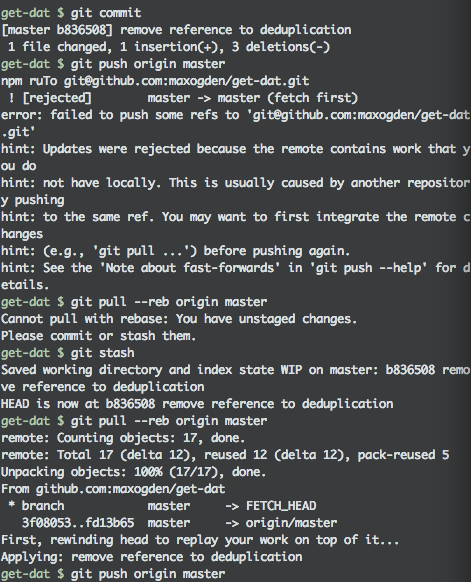 get-dat $ git commit
[master b836508] remove reference to deduplication
 1 file changed, 1 insertion(+), 3 deletions(-)
get-dat $ git push origin master
npm ruTo git@github.com:maxogden/get-dat.git
 ! [rejected]        master -> master (fetch first)
error: failed to push some refs to 'git@github.com:maxogden/get-dat
.git'
hint: Updates were rejected because the remote contains work that y
ou do
hint: not have locally. This is usually caused by another repositor
y pushing
hint: to the same ref. You may want to first integrate the remote c
hanges
hint: (e.g., 'git pull ...') before pushing again.
hint: See the 'Note about fast-forwards' in 'git push --help' for d
etails.
get-dat $ git pull --reb origin master
Cannot pull with rebase: You have unstaged changes.
Please commit or stash them.
get-dat $ git stash
Saved working directory and index state WIP on master: b836508 remo
ve reference to deduplication
HEAD is now at b836508 remove reference to deduplication
get-dat $ git pull --reb origin master
remote: Counting objects: 17, done.
remote: Total 17 (delta 12), reused 12 (delta 12), pack-reused 5
Unpacking objects: 100% (17/17), done.
From github.com:maxogden/get-dat
 * branch            master     -> FETCH_HEAD
   3f08053..fd13b65  master     -> origin/master
First, rewinding head to replay your work on top of it...
Applying: remove reference to deduplication
get-dat $ git push origin master